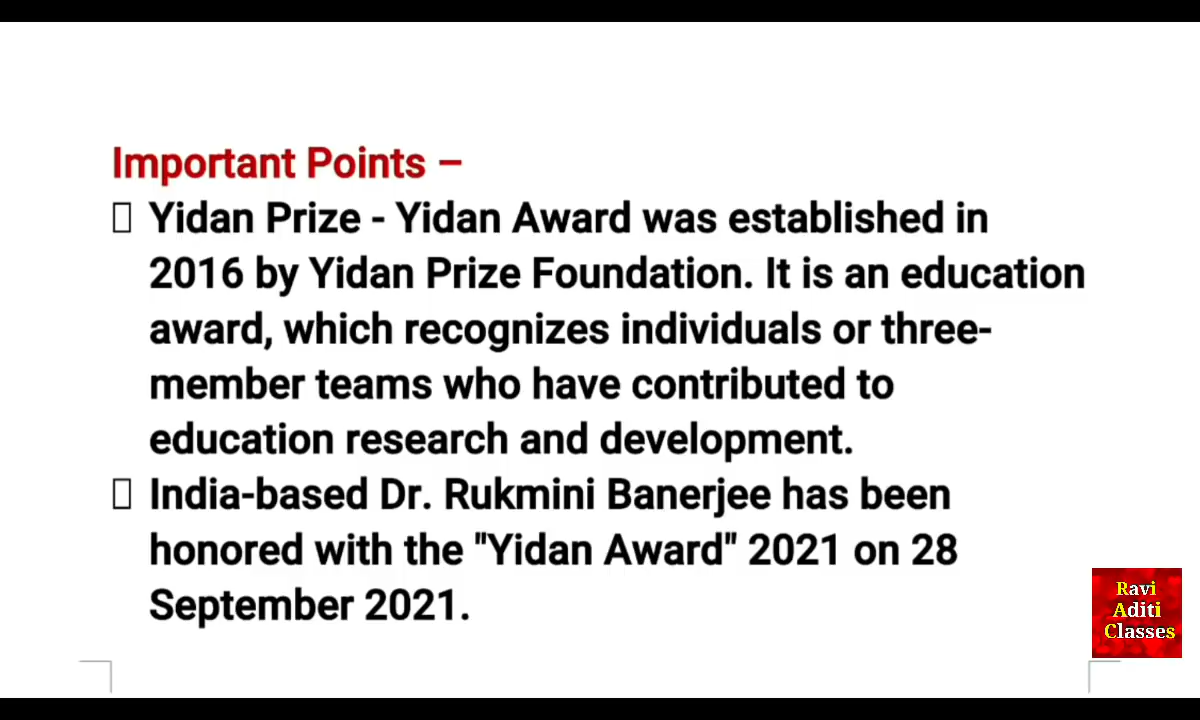 Important Points –
Yidan Prize - Yidan Award was established in
2016 by Yidan Prize Foundation. It is an education
award, which recognizes individuals or three-
member teams who have contributed to
education research and development.
India-based Dr. Rukmini Banerjee has been
honored with the "Yidan Award" 2021 on 28
September 2021.
Ravi
Aditi
Classes